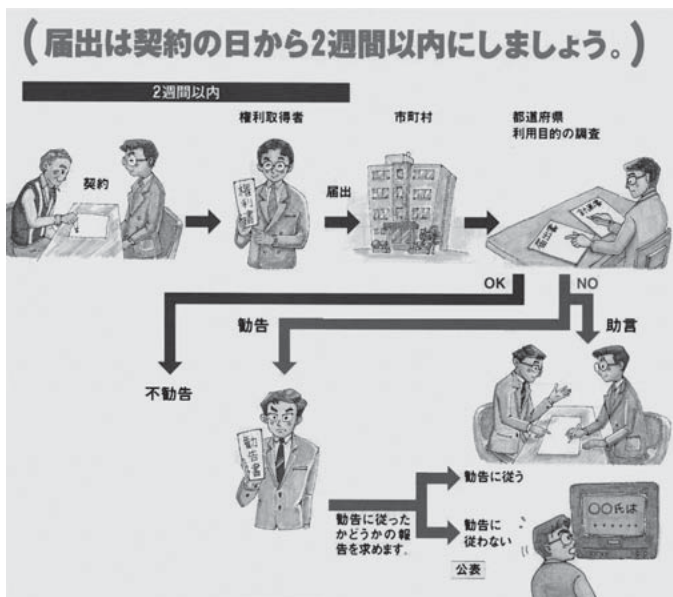 (届出は契約の日から2週間以内にしましょう。)
2週間以内
権利取得者
市町村
都道府県
利用目的の調査
契約
権利書
届出
届出書
OK
NO
勧告
助言
不勧告
勧告書
勧告に従う
勧告に従った
かどうかの報
告を求めます。
勧告に
従わない
公表
○○氏は
・・・・・・